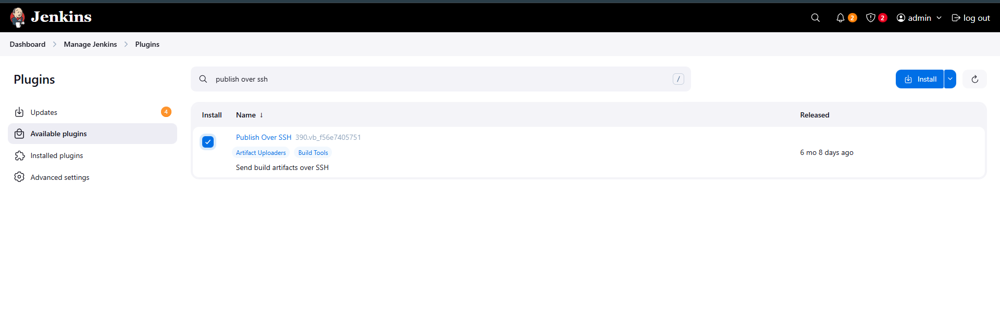 Jenkins
2
2
admin
log out
Dashboard
Manage Jenkins
Plugins
Plugins
publish over ssh
/
Install
Updates
4
Available plugins
Installed plugins
Advanced settings
Install
Name ↓
Released
Publish Over SSH 390.vb_f56e7405751
Artifact Uploaders
Build Tools
Send build artifacts over SSH
6 mo 8 days ago